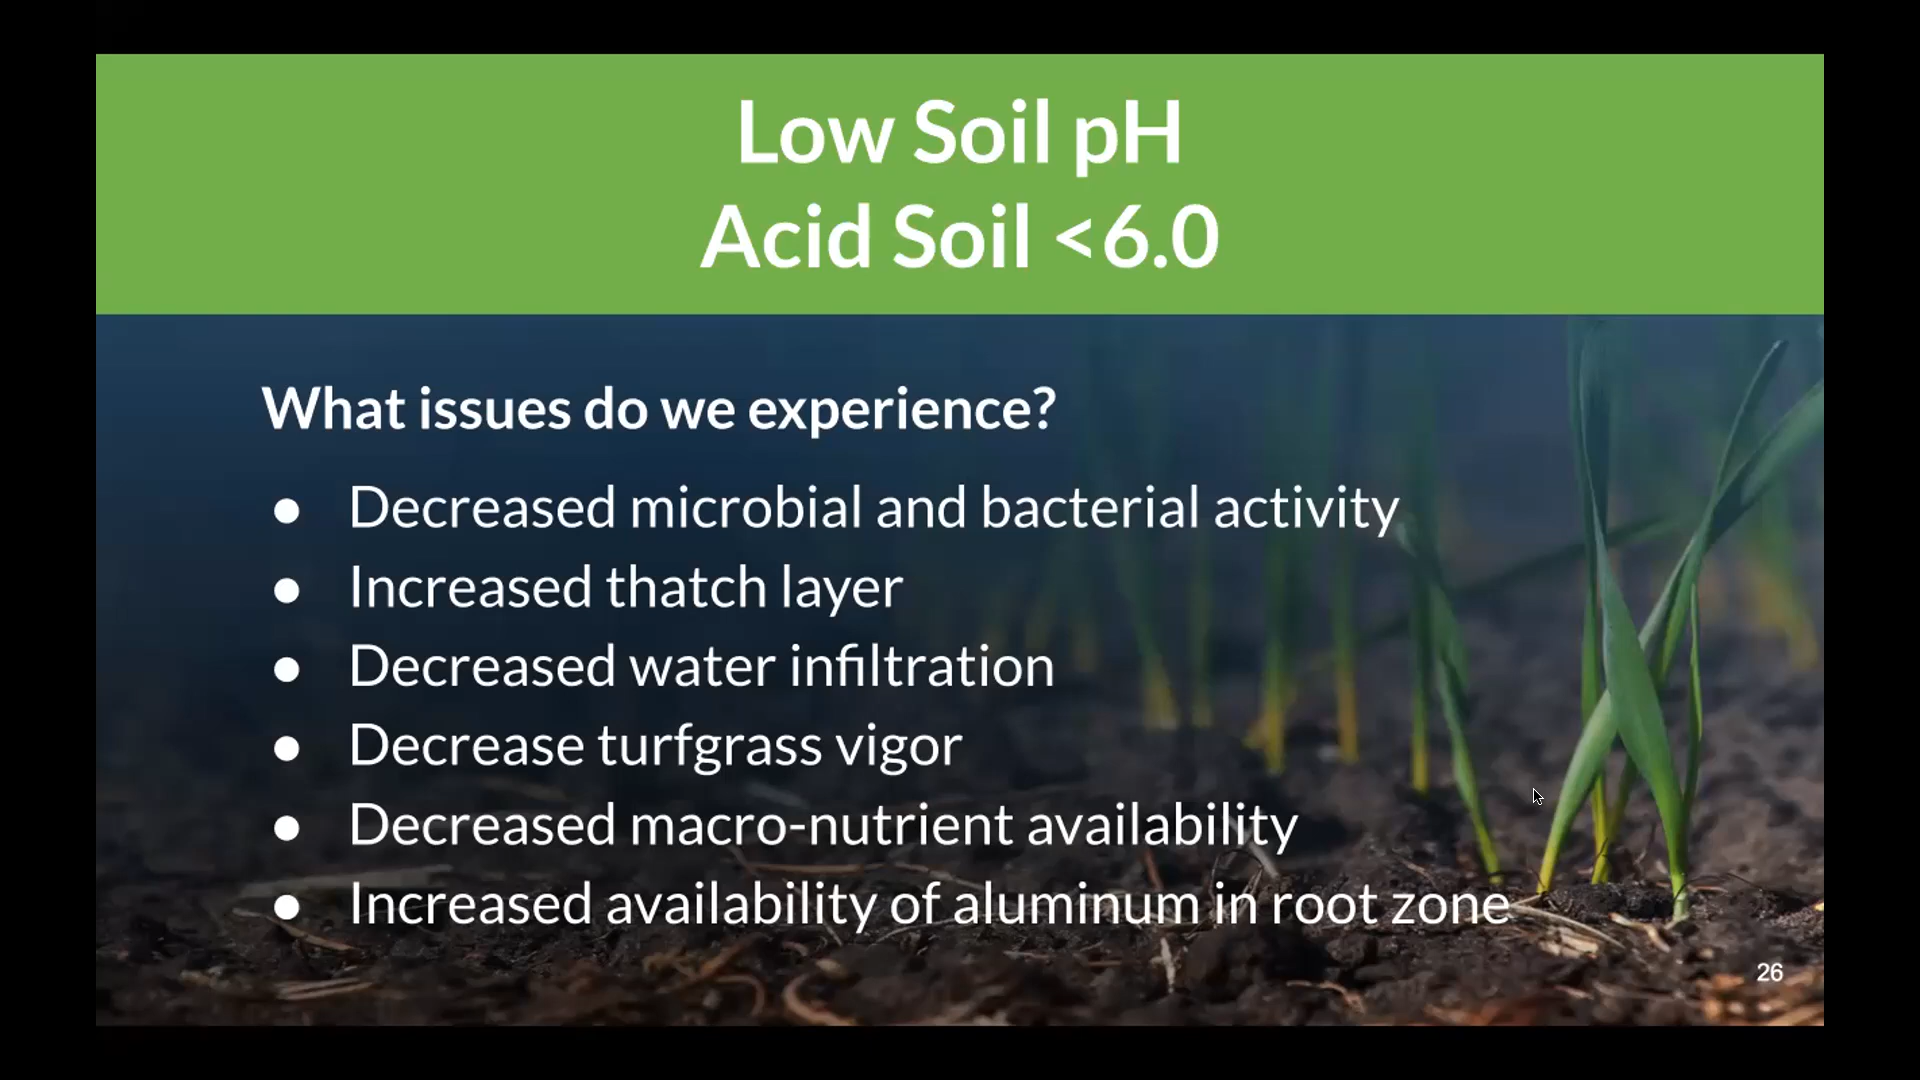 Low Soil pH
Acid Soil <6.0
What issues do we experience?
● Decreased microbial and bacterial activity
● Increased thatch layer
● Decreased water infiltration
● Decrease turfgrass vigor
● Decreased macro-nutrient availability
● Increased availability of aluminum in root zone
26